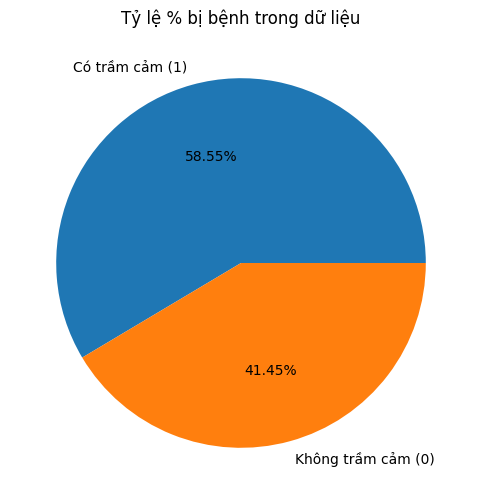 Tỷ lệ % bị bệnh trong dữ liệu
Có trầm cảm (1)
58.55%
41.45%
Không trầm cảm (0)